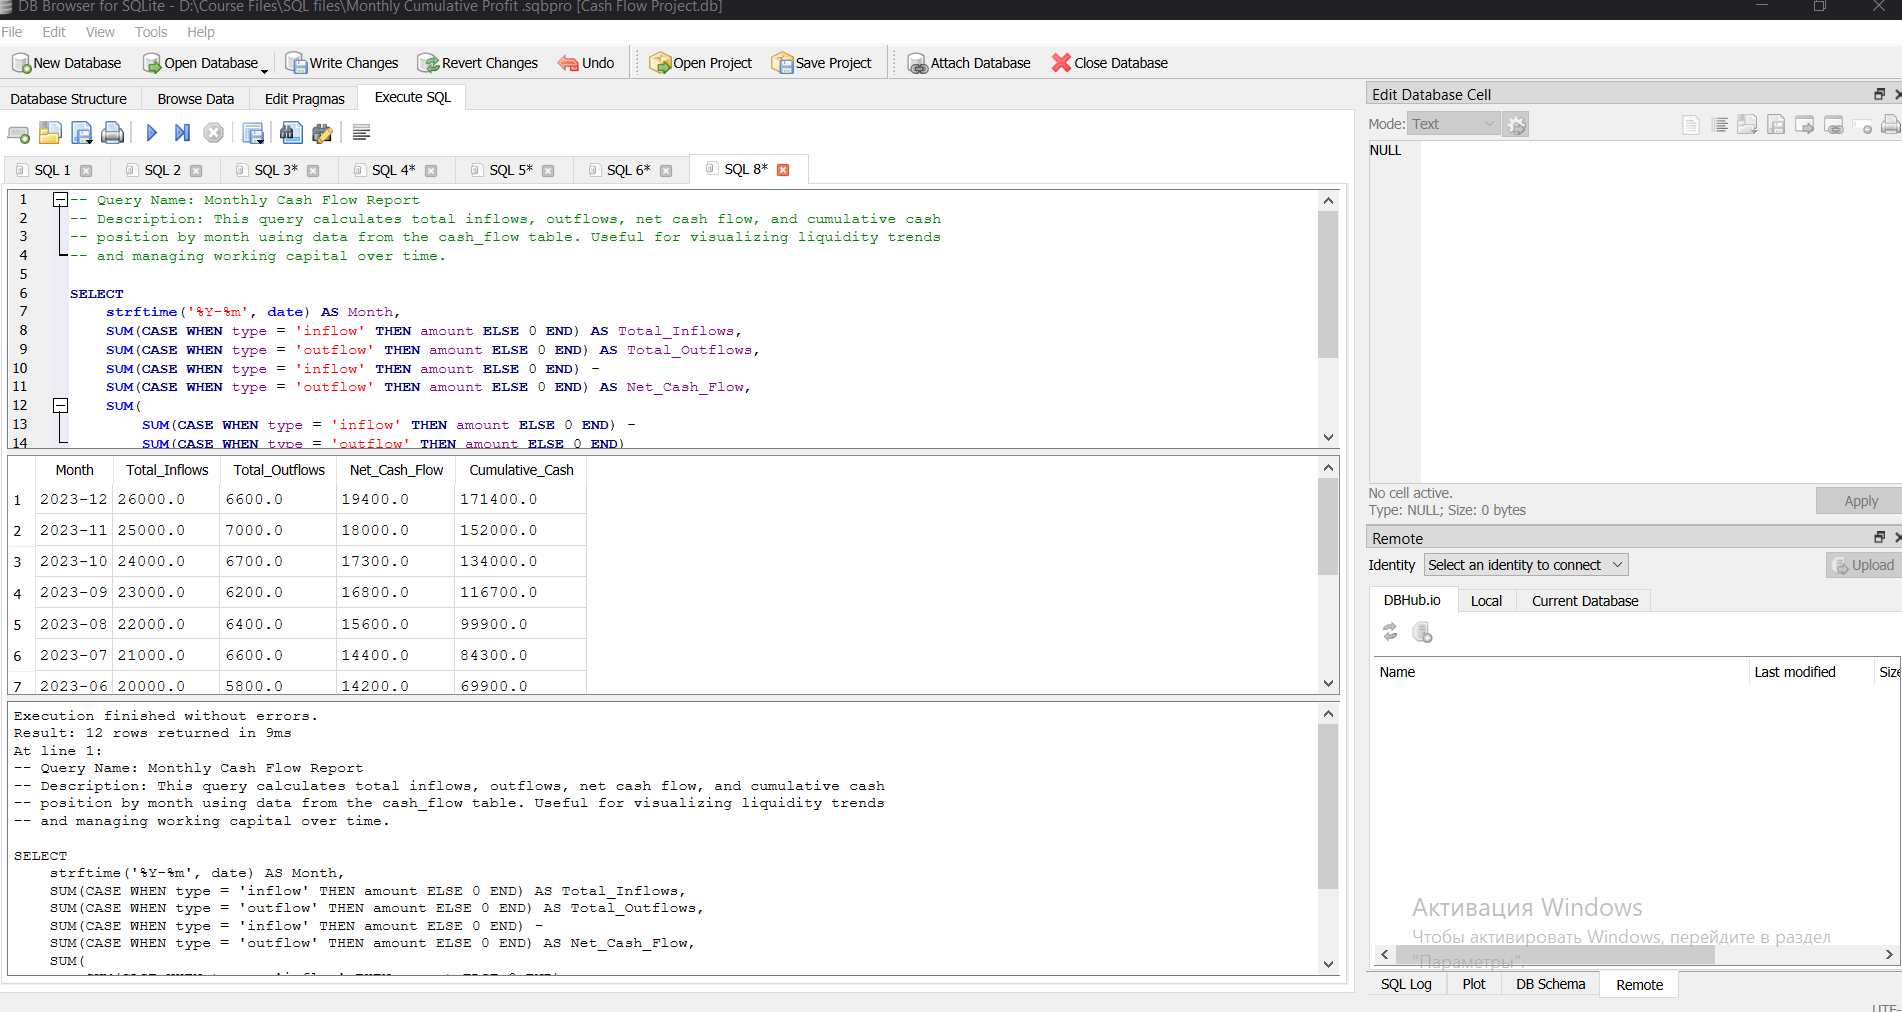 DB Browser for SQLite - D:\Course Files\SQL files\Monthly Cumulative Profit .sqbpro [Cash Flow Project.db]
File Edit View Tools Help
New Database Open Database Write Changes Revert Changes Undo Open Project Save Project Attach Database Close Database
Database Structure Browse Data Edit Pragmas Execute SQL
SQL 1 SQL 2 SQL 3* SQL 4* SQL 5* SQL 6* SQL 8*
1 -- Query Name: Monthly Cash Flow Report
2 -- Description: This query calculates total inflows, outflows, net cash flow, and cumulative cash
3 -- position by month using data from the cash_flow table. Useful for visualizing liquidity trends
4 -- and managing working capital over time.
5
6 SELECT
7 strftime('%Y-%m', date) AS Month,
8 SUM(CASE WHEN type = 'inflow' THEN amount ELSE 0 END) AS Total_Inflows,
9 SUM(CASE WHEN type = 'outflow' THEN amount ELSE 0 END) AS Total_Outflows,
10 SUM(CASE WHEN type = 'inflow' THEN amount ELSE 0 END) -
11 SUM(CASE WHEN type = 'outflow' THEN amount ELSE 0 END) AS Net_Cash_Flow,
12 SUM(
13 SUM(CASE WHEN type = 'inflow' THEN amount ELSE 0 END) -
14 SUM(CASE WHEN type = 'outflow' THEN amount ELSE 0 END)
Month Total_Inflows Total_Outflows Net_Cash_Flow Cumulative_Cash
1 2023-12 26000.0 6600.0 19400.0 171400.0
2 2023-11 25000.0 7000.0 18000.0 152000.0
3 2023-10 24000.0 6700.0 17300.0 134000.0
4 2023-09 23000.0 6200.0 16800.0 116700.0
5 2023-08 22000.0 6400.0 15600.0 99900.0
6 2023-07 21000.0 6600.0 14400.0 84300.0
7 2023-06 20000.0 5800.0 14200.0 69900.0
Execution finished without errors.
Result: 12 rows returned in 9ms
At line 1:
-- Query Name: Monthly Cash Flow Report
-- Description: This query calculates total inflows, outflows, net cash flow, and cumulative cash
-- position by month using data from the cash_flow table. Useful for visualizing liquidity trends
-- and managing working capital over time.
SELECT
strftime('%Y-%m', date) AS Month,
SUM(CASE WHEN type = 'inflow' THEN amount ELSE 0 END) AS Total_Inflows,
SUM(CASE WHEN type = 'outflow' THEN amount ELSE 0 END) AS Total_Outflows,
SUM(CASE WHEN type = 'inflow' THEN amount ELSE 0 END) -
SUM(CASE WHEN type = 'outflow' THEN amount ELSE 0 END) AS Net_Cash_Flow,
SUM(
Edit Database Cell
Mode: Text
NULL
No cell active.
Type: NULL; Size: 0 bytes
Apply
Remote
Identity Select an identity to connect Upload
DBHub.io Local Current Database
Name Last modified Size
Активация Windows
Чтобы активировать Windows, перейдите в раздел
"Параметры".
SQL Log Plot DB Schema Remote